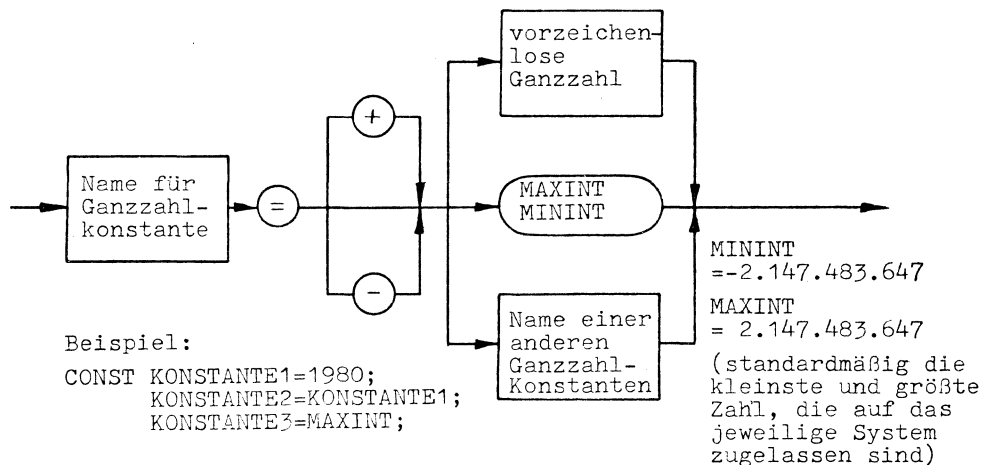 vorzeichen-
lose
Ganzzahl
+
Name für
Ganzzahl-
konstante
=
MAXINT
MININT
-
Name einer
anderen
Ganzzahl-
Konstanten
MININT
=-2.147.483.647
MAXINT
= 2.147.483.647
(standardmäßig die
kleinste und größte
Zahl, die auf das
jeweilige System
zugelassen sind)
Beispiel:
CONST KONSTANTE1=1980;
KONSTANTE2=KONSTANTE1;
KONSTANTE3=MAXINT;